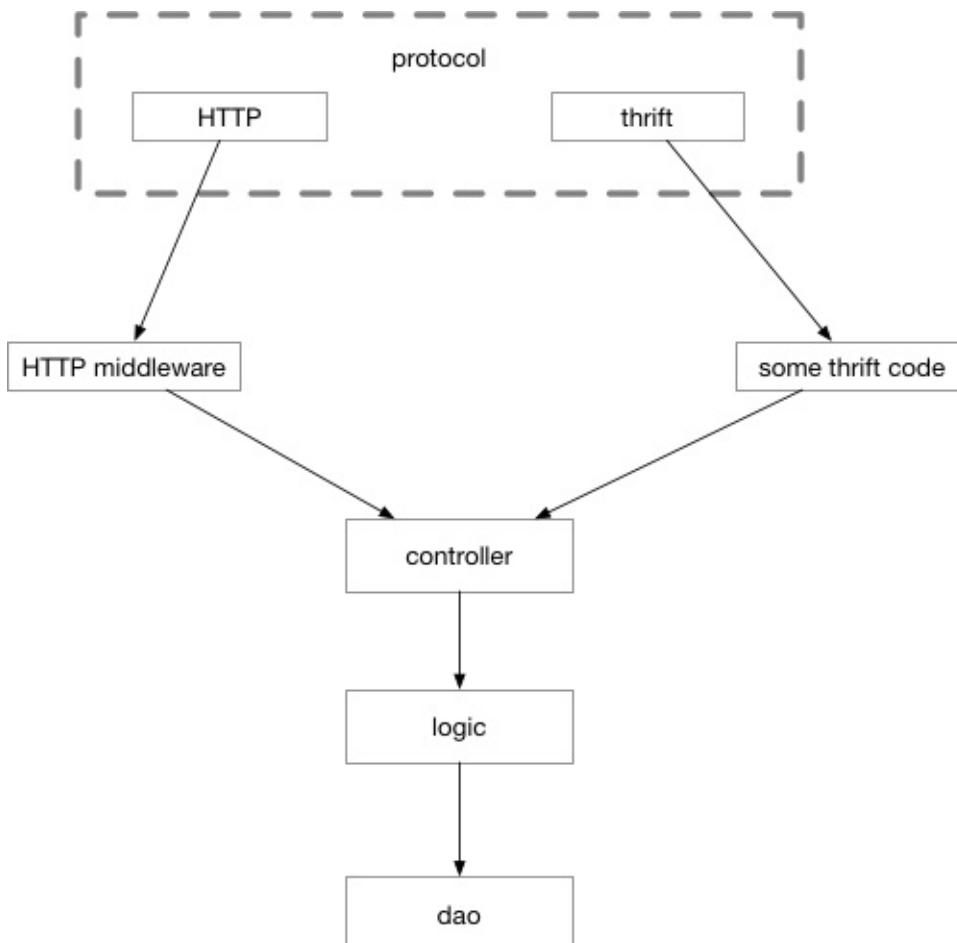 protocol
HTTP
thrift
HTTP middleware
some thrift code
controller
logic
dao